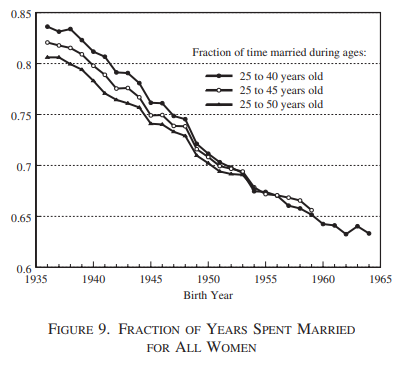 0.85
Fraction of time married during ages:
0.8
25 to 40 years old
25 to 45 years old
25 to 50 years old
0.75
0.7
0.65
0.6
1935 1940 1945 1950 1955 1960 1965
Birth Year
FIGURE 9. FRACTION OF YEARS SPENT MARRIED
FOR ALL WOMEN